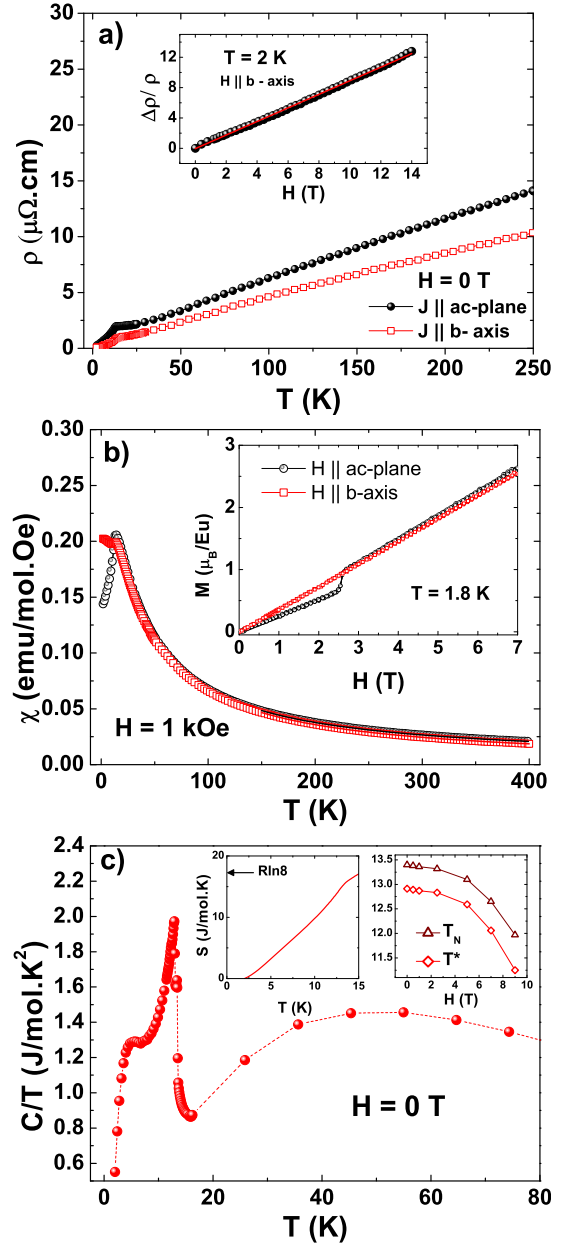 a)
T = 2 K
H || b - axis
Δρ/ ρ
12
8
4
0
0 2 4 6 8 10 12 14
H (T)
ρ (μΩ.cm)
30
25
20
15
10
5
0
H = 0 T
J || ac-plane
J || b- axis
0 50 100 150 200 250
T (K)
b)
χ (emu/mol.Oe)
0.30
0.25
0.20
0.15
0.10
0.05
0.00
H || ac-plane
H || b-axis
M (μB/Eu)
3
2
1
0
T = 1.8 K
0 1 2 3 4 5 6 7
H (T)
H = 1 kOe
0 100 200 300 400
T (K)
c)
C/T (J/mol.K²)
2.4
2.2
2.0
1.8
1.6
1.4
1.2
1.0
0.8
0.6
S (J/mol.K)
20
10
0
Rln8
0 5 10 15
T (K)
13.5
13.0
12.5
12.0
11.5
TN
T*
0 2 4 6 8 10
H (T)
H = 0 T
0 20 40 60 80
T (K)